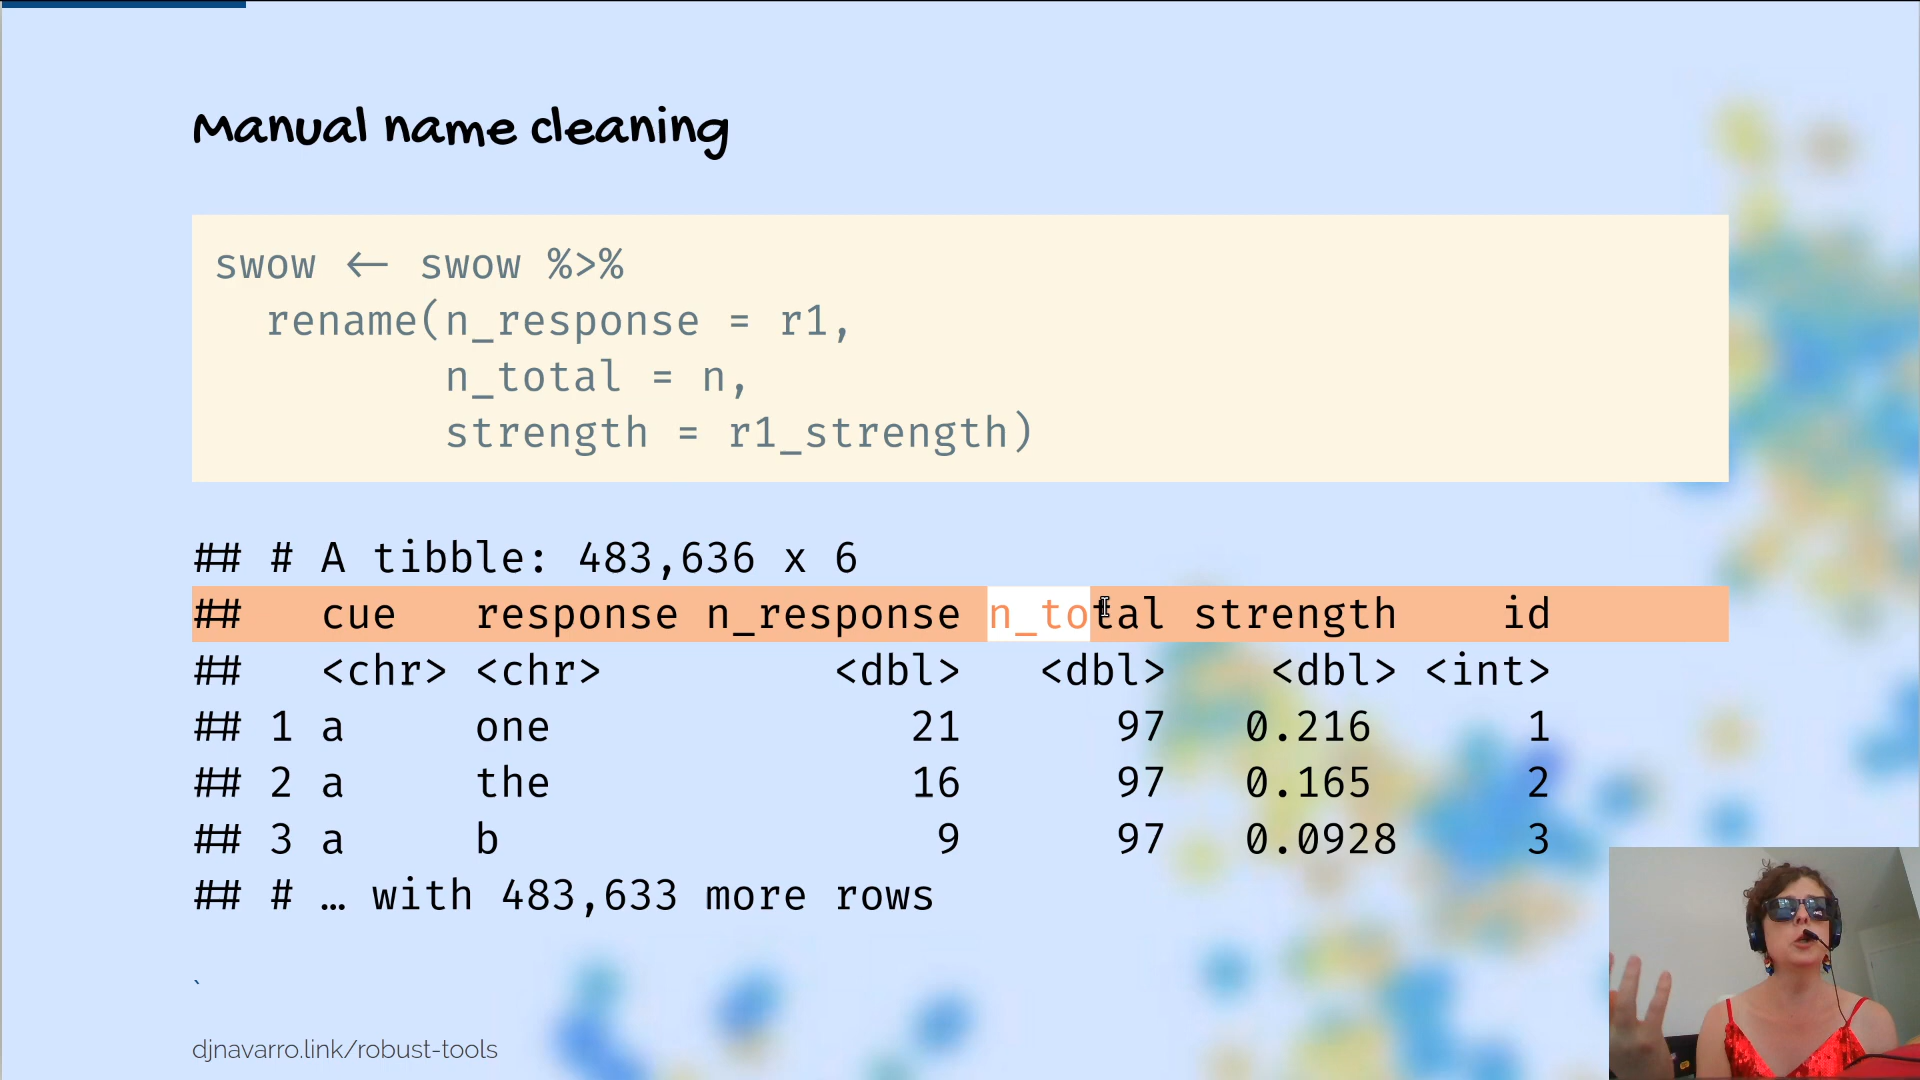 Manual name cleaning
swow ← swow %>%
  rename(n_response = r1,
         n_total = n,
         strength = r1_strength)
## # A tibble: 483,636 x 6
##   cue   response n_response n_total strength    id
##   <chr> <chr>         <dbl>   <dbl>    <dbl> <int>
## 1 a     one              21      97   0.216      1
## 2 a     the              16      97   0.165      2
## 3 a     b                 9      97   0.0928     3
## # … with 483,633 more rows
`
djnavarro.link/robust-tools